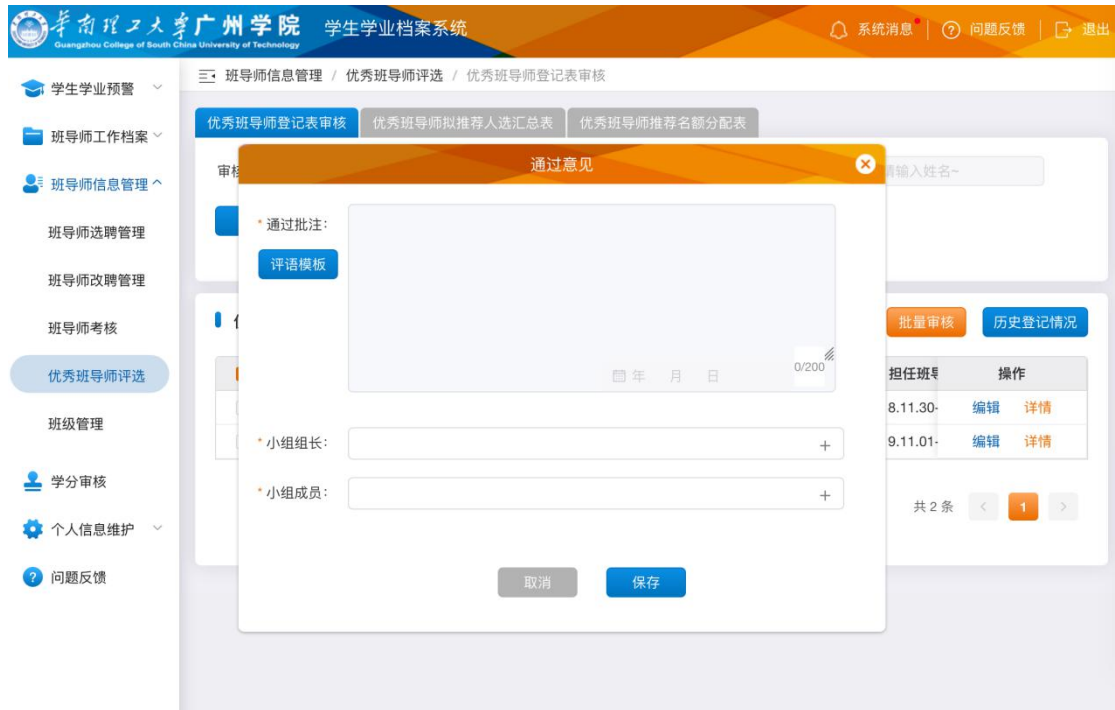 华南理工大学广州学院
Guangzhou College of South China University of Technology
学生学业档案系统
系统消息
问题反馈
退出
学生学业预警
班导师工作档案
班导师信息管理
班导师选聘管理
班导师改聘管理
班导师考核
优秀班导师评选
班级管理
学分审核
个人信息维护
问题反馈
班导师信息管理 / 优秀班导师评选 / 优秀班导师登记表审核
优秀班导师登记表审核
优秀班导师拟推荐人选汇总表
优秀班导师推荐名额分配表
审核
请输入姓名~
通过意见
* 通过批注:
评语模板
年 月 日
0/200
* 小组组长:
+
* 小组成员:
+
取消
保存
批量审核
历史登记情况
担任班导
操作
8.11.30-
编辑 详情
9.11.01-
编辑 详情
共 2 条 < 1 >